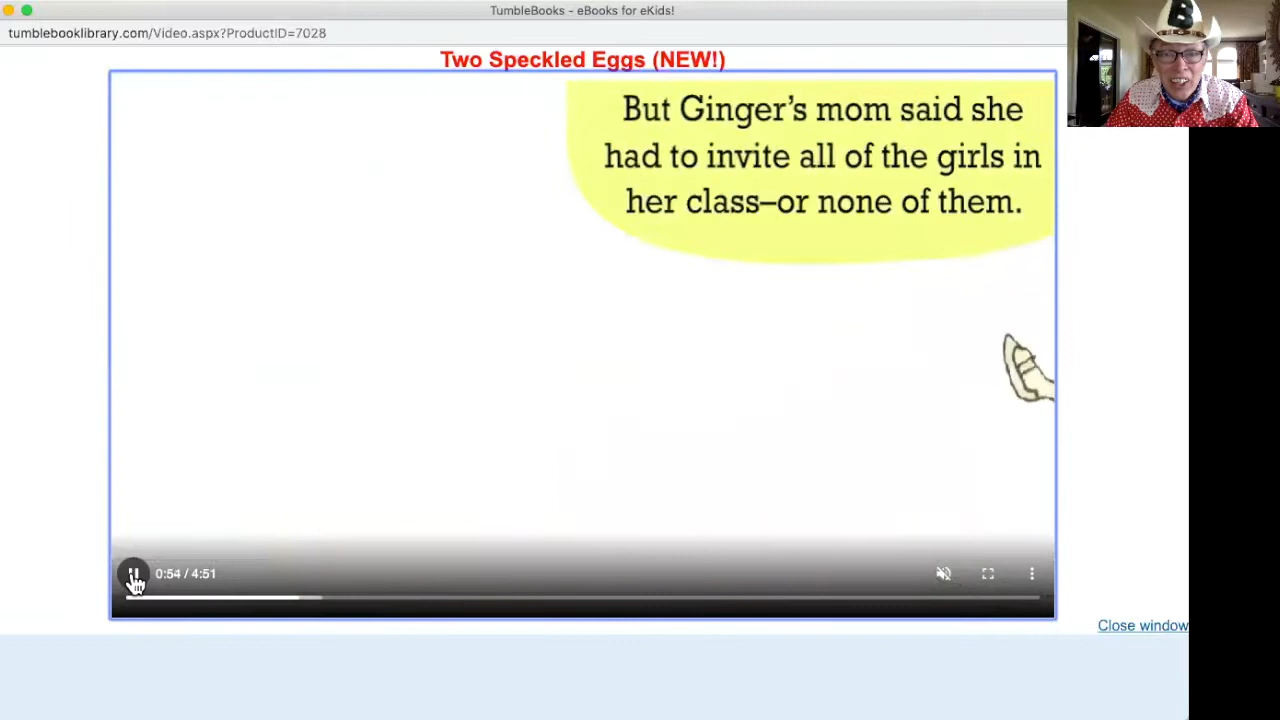 TumbleBooks - eBooks for eKids!
tumblebooklibrary.com/Video.aspx?ProductID=7028
B
Two Speckled Eggs (NEW!)
But Ginger's mom said she
had to invite all of the girls in
her class–or none of them.
0:54 / 4:51
Close window